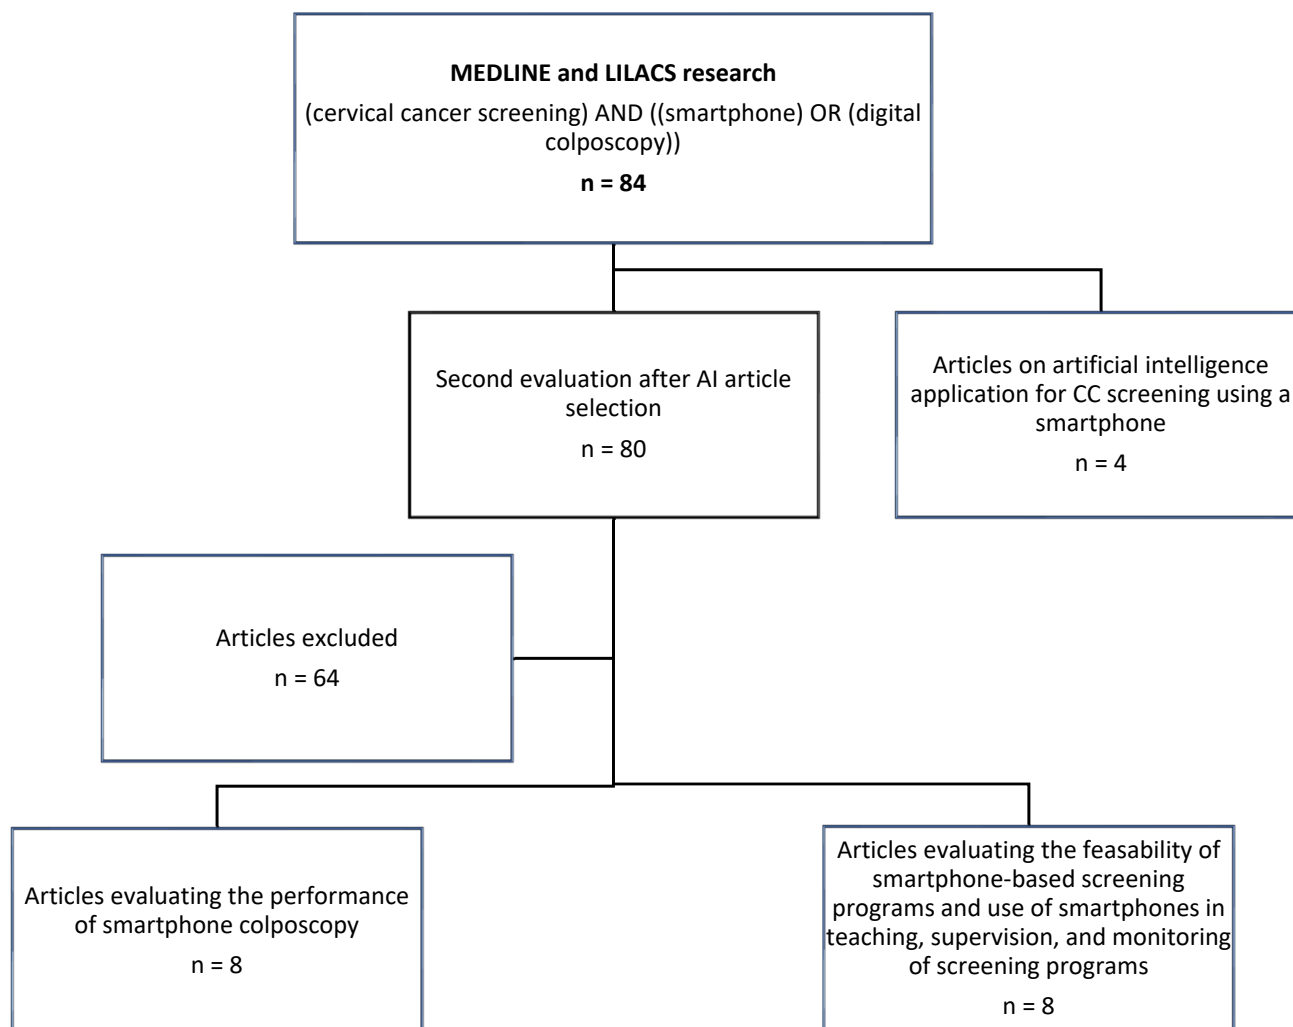 MEDLINE and LILACS research
(cervical cancer screening) AND ((smartphone) OR (digital
colposcopy))
n = 84
Second evaluation after AI article
selection
n = 80
Articles on artificial intelligence
application for CC screening using a
smartphone
n = 4
Articles excluded
n = 64
Articles evaluating the performance
of smartphone colposcopy
n = 8
Articles evaluating the feasability of
smartphone-based screening
programs and use of smartphones in
teaching, supervision, and monitoring
of screening programs
n = 8